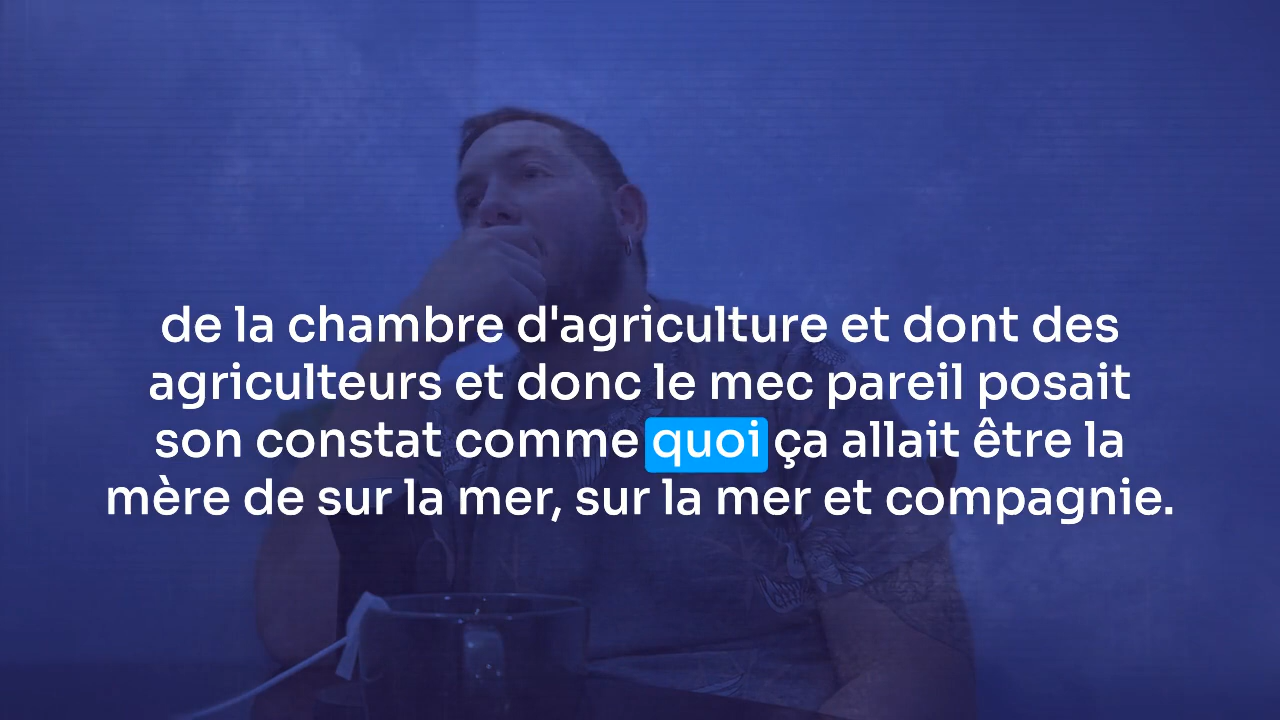 de la chambre d'agriculture et dont des
agriculteurs et donc le mec pareil posait
son constat comme quoi ça allait être la
mère de sur la mer, sur la mer et compagnie.